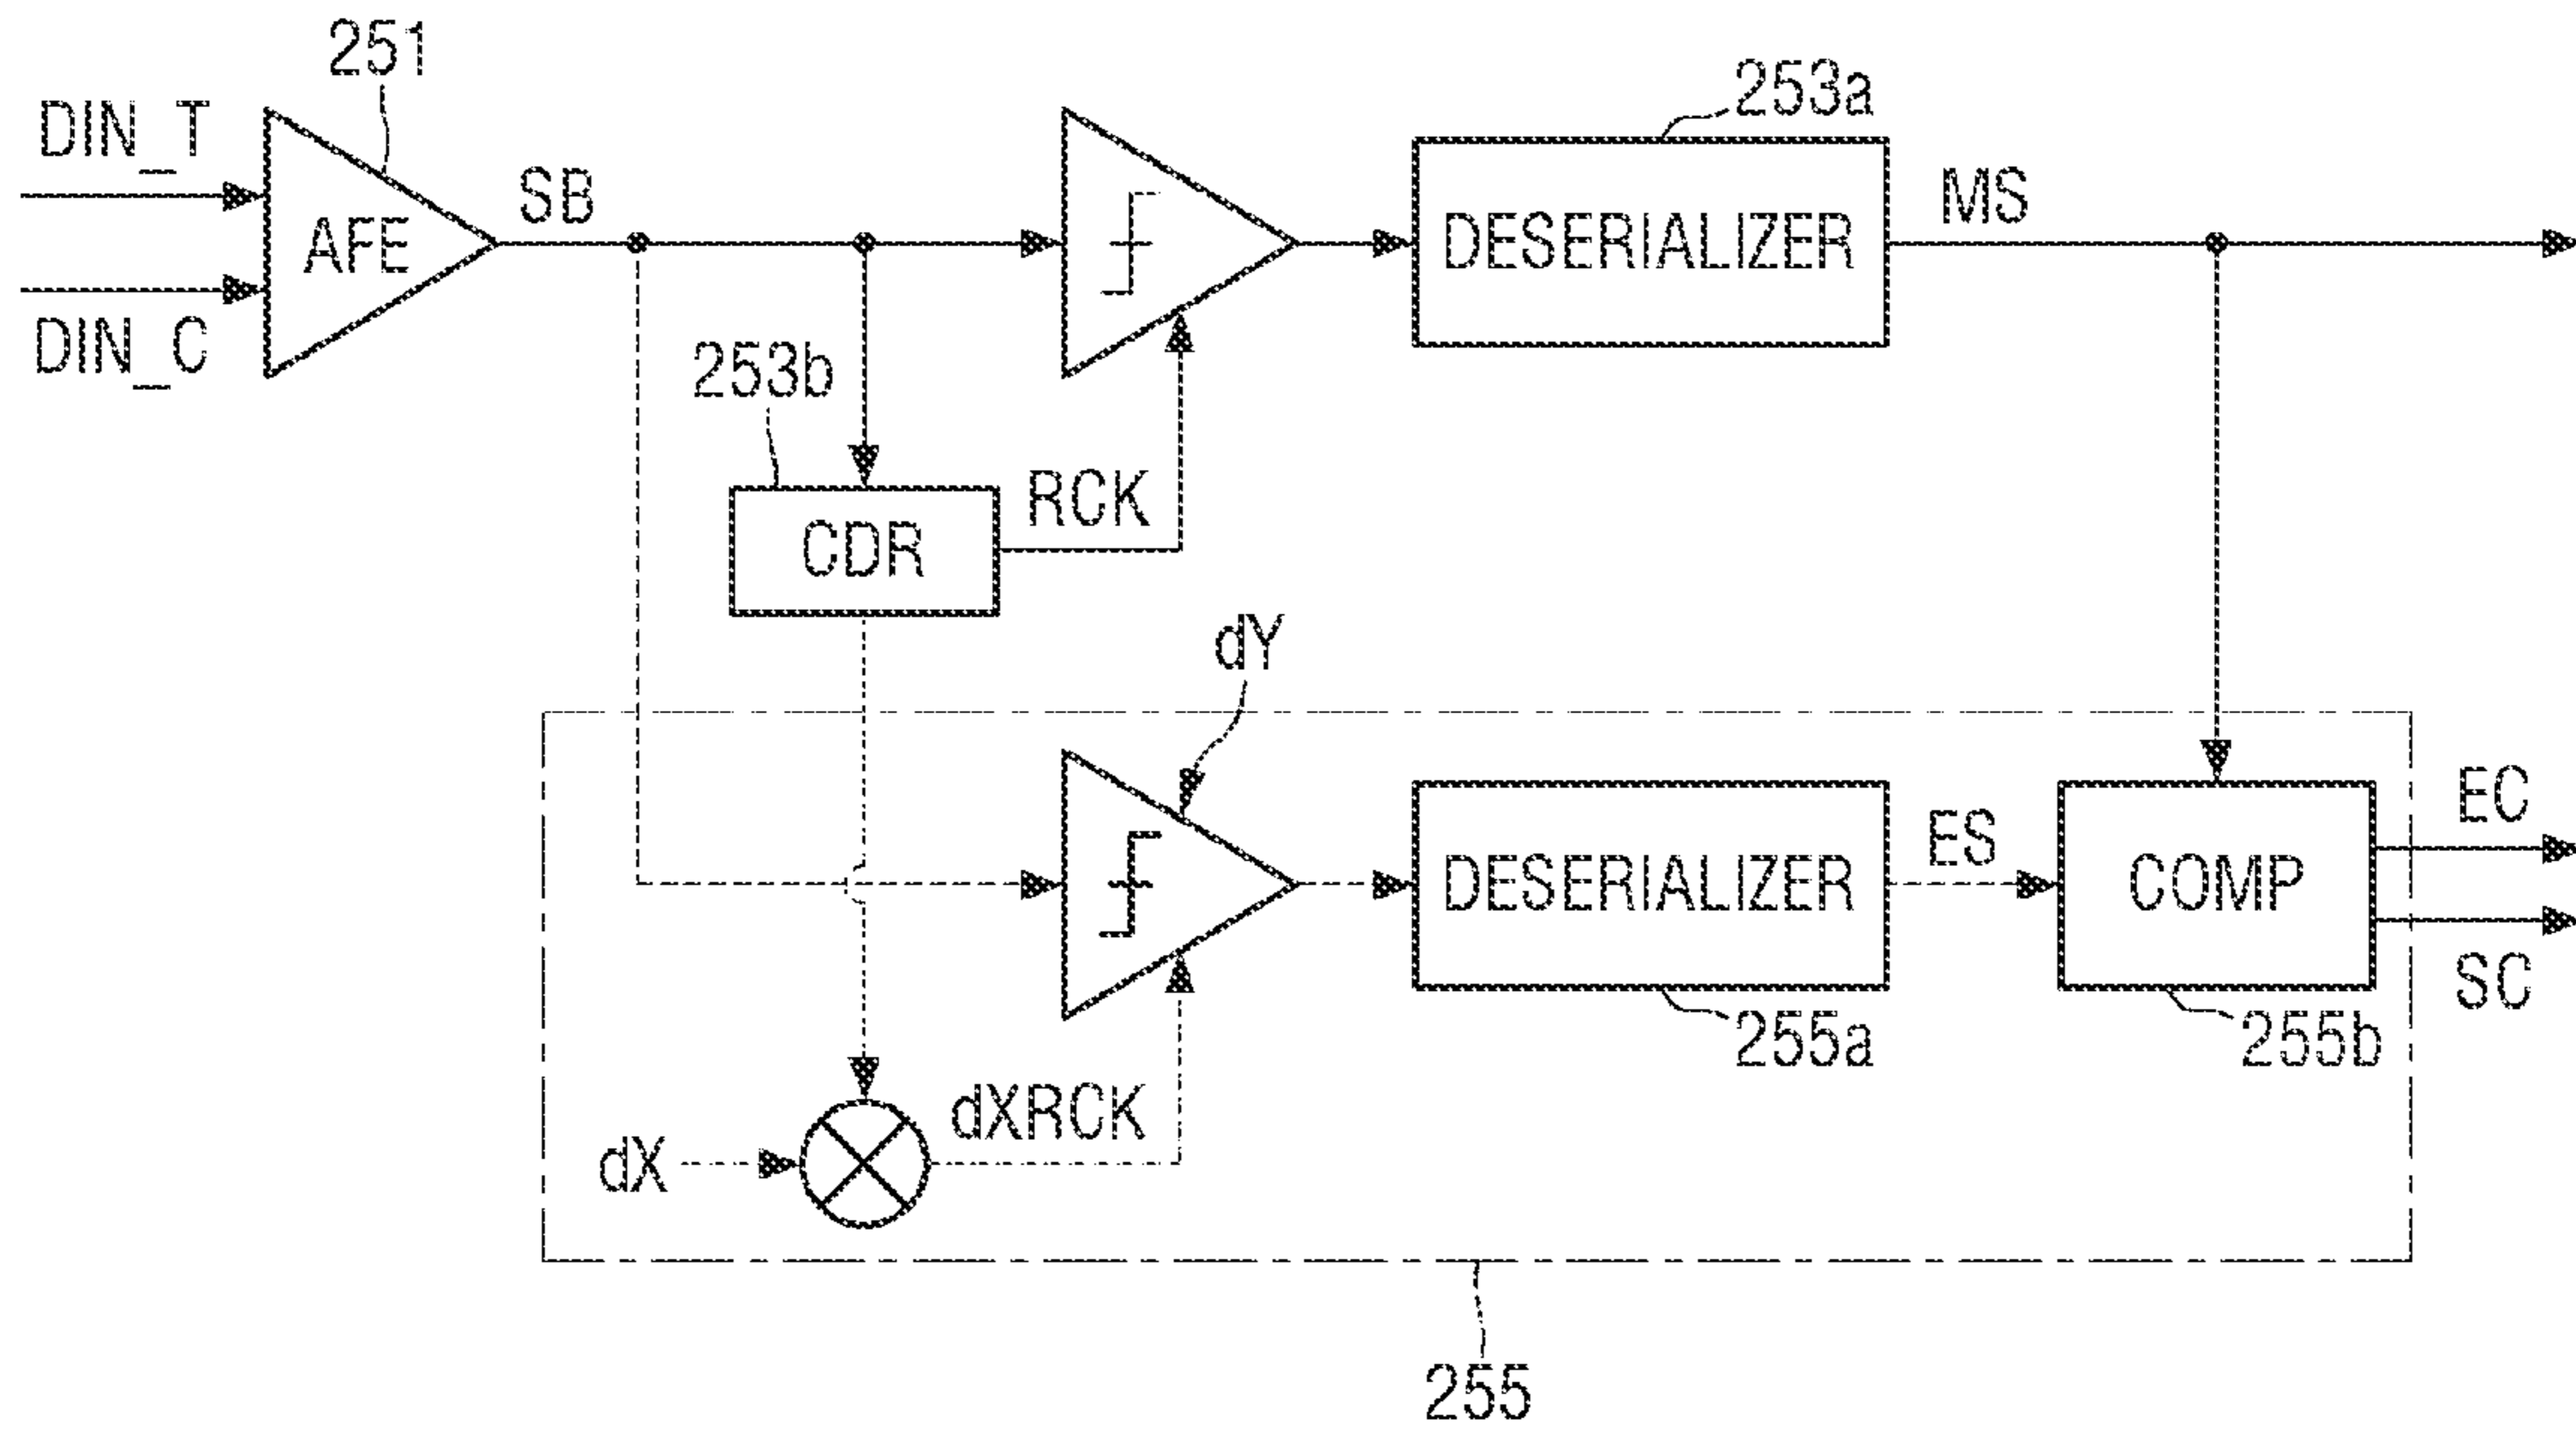 251
253a
DIN_T
SB
MS
AFE
DESERIALIZER
DIN_C
253b
RCK
CDR
dY
EC
ES
DESERIALIZER
COMP
SC
255a
255b
dXRCK
dX
255